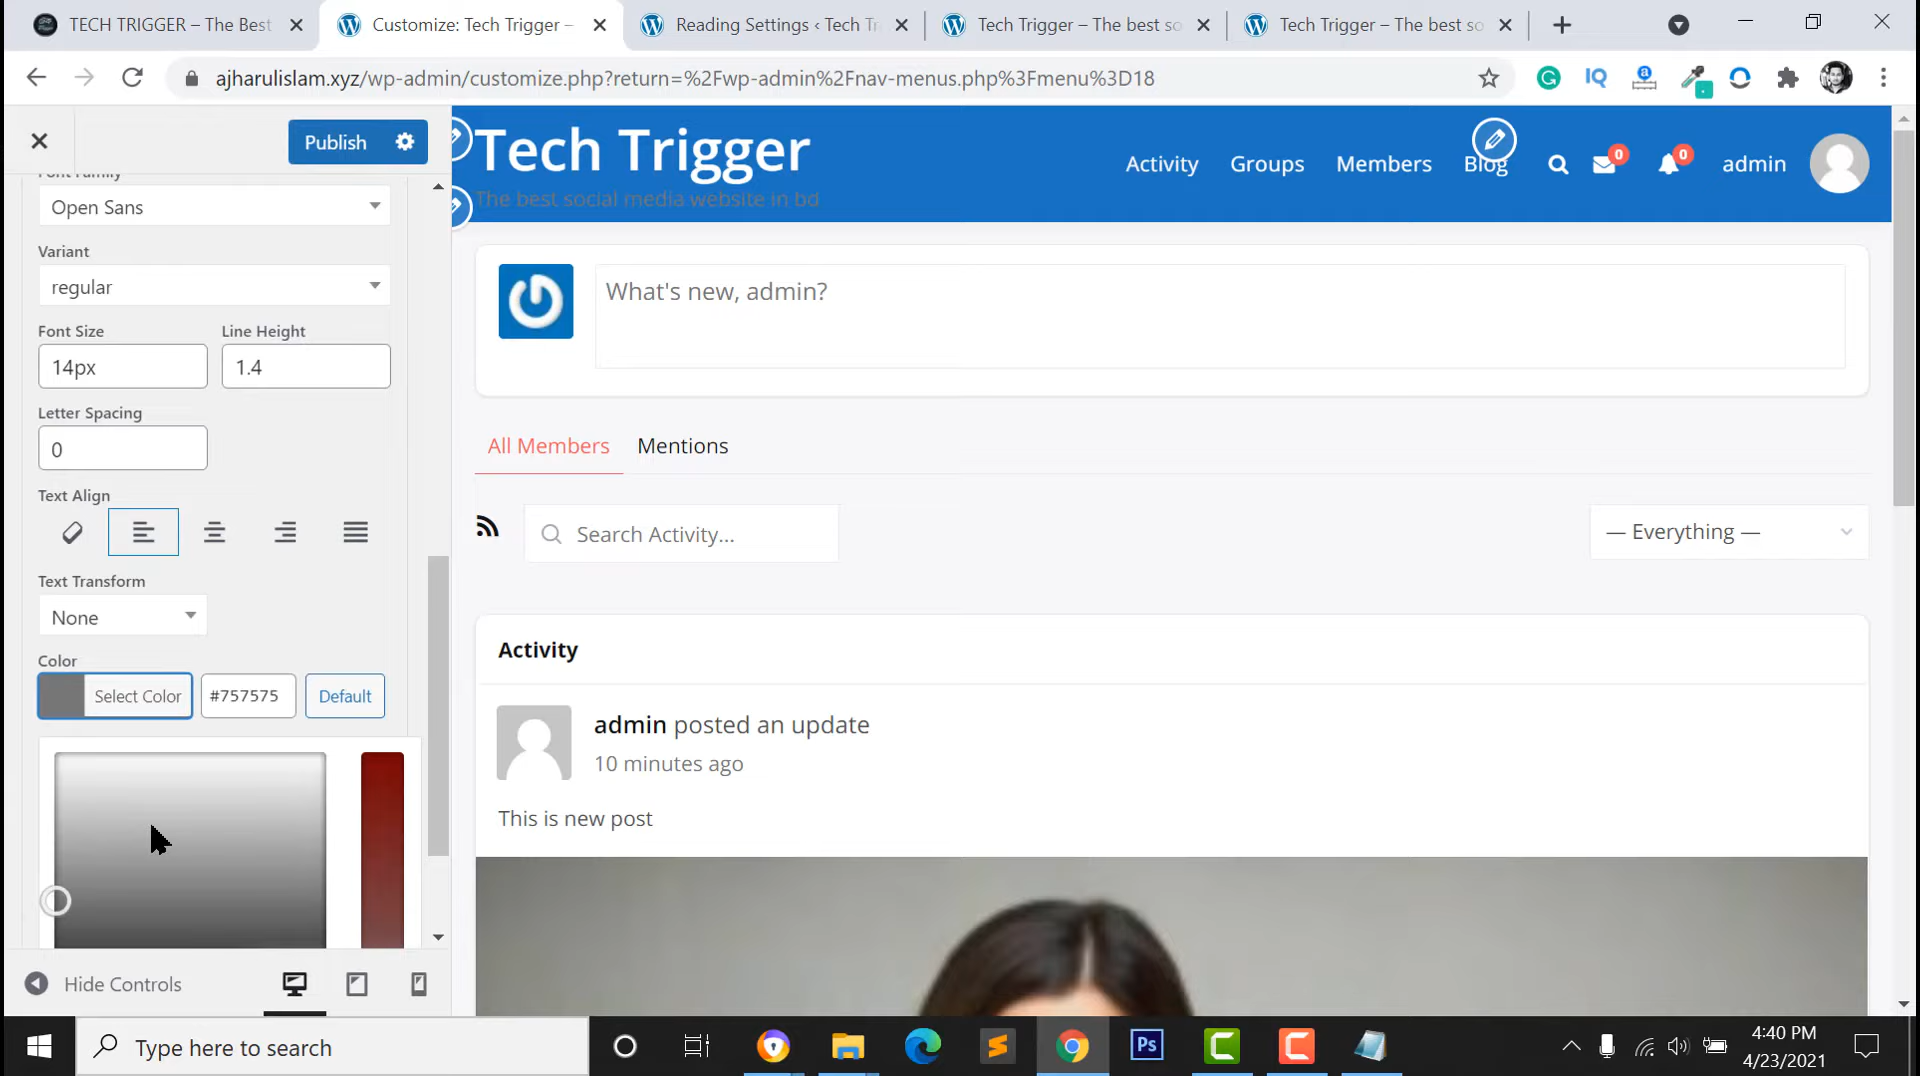 TECH TRIGGER – The Best
Customize: Tech Trigger –
Reading Settings ‹ Tech Tr
Tech Trigger – The best so
Tech Trigger – The best so
ajharulislam.xyz/wp-admin/customize.php?return=%2Fwp-admin%2Fnav-menus.php%3Fmenu%3D18
Publish
Font Family
Open Sans
Variant
regular
Font Size
Line Height
14px
1.4
Letter Spacing
0
Text Align
Text Transform
None
Color
Select Color
#757575
Default
Hide Controls
Tech Trigger
The best social media website in bd
Activity
Groups
Members
Blog
0
0
admin
What's new, admin?
All Members
Mentions
Search Activity...
— Everything —
Activity
admin posted an update
10 minutes ago
This is new post
Type here to search
Ps
4:40 PM
4/23/2021